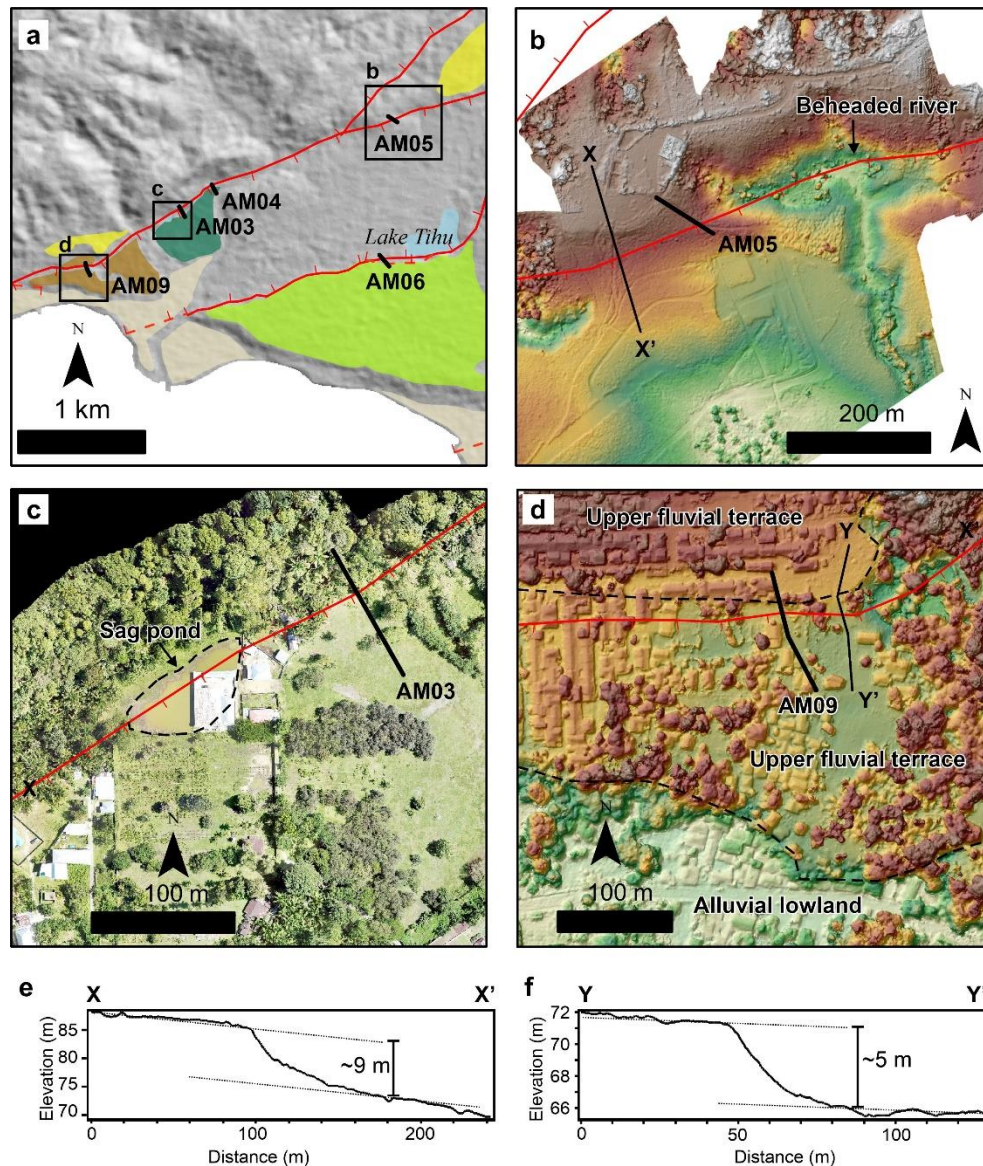 a
b
AM05
c
AM04
AM03
d
Lake Tihu
AM09
AM06
N
1 km
b
Beheaded river
X
AM05
X'
N
200 m
c
Sag pond
AM03
X
N
100 m
d
Upper fluvial terrace
Y
X'
AM09
Y'
Upper fluvial terrace
N
100 m
Alluvial lowland
e
X
X'
Elevation (m)
85
80
75
70
~9 m
0
100
200
Distance (m)
f
Y
Y'
Elevation (m)
72
70
68
66
~5 m
0
50
100
Distance (m)